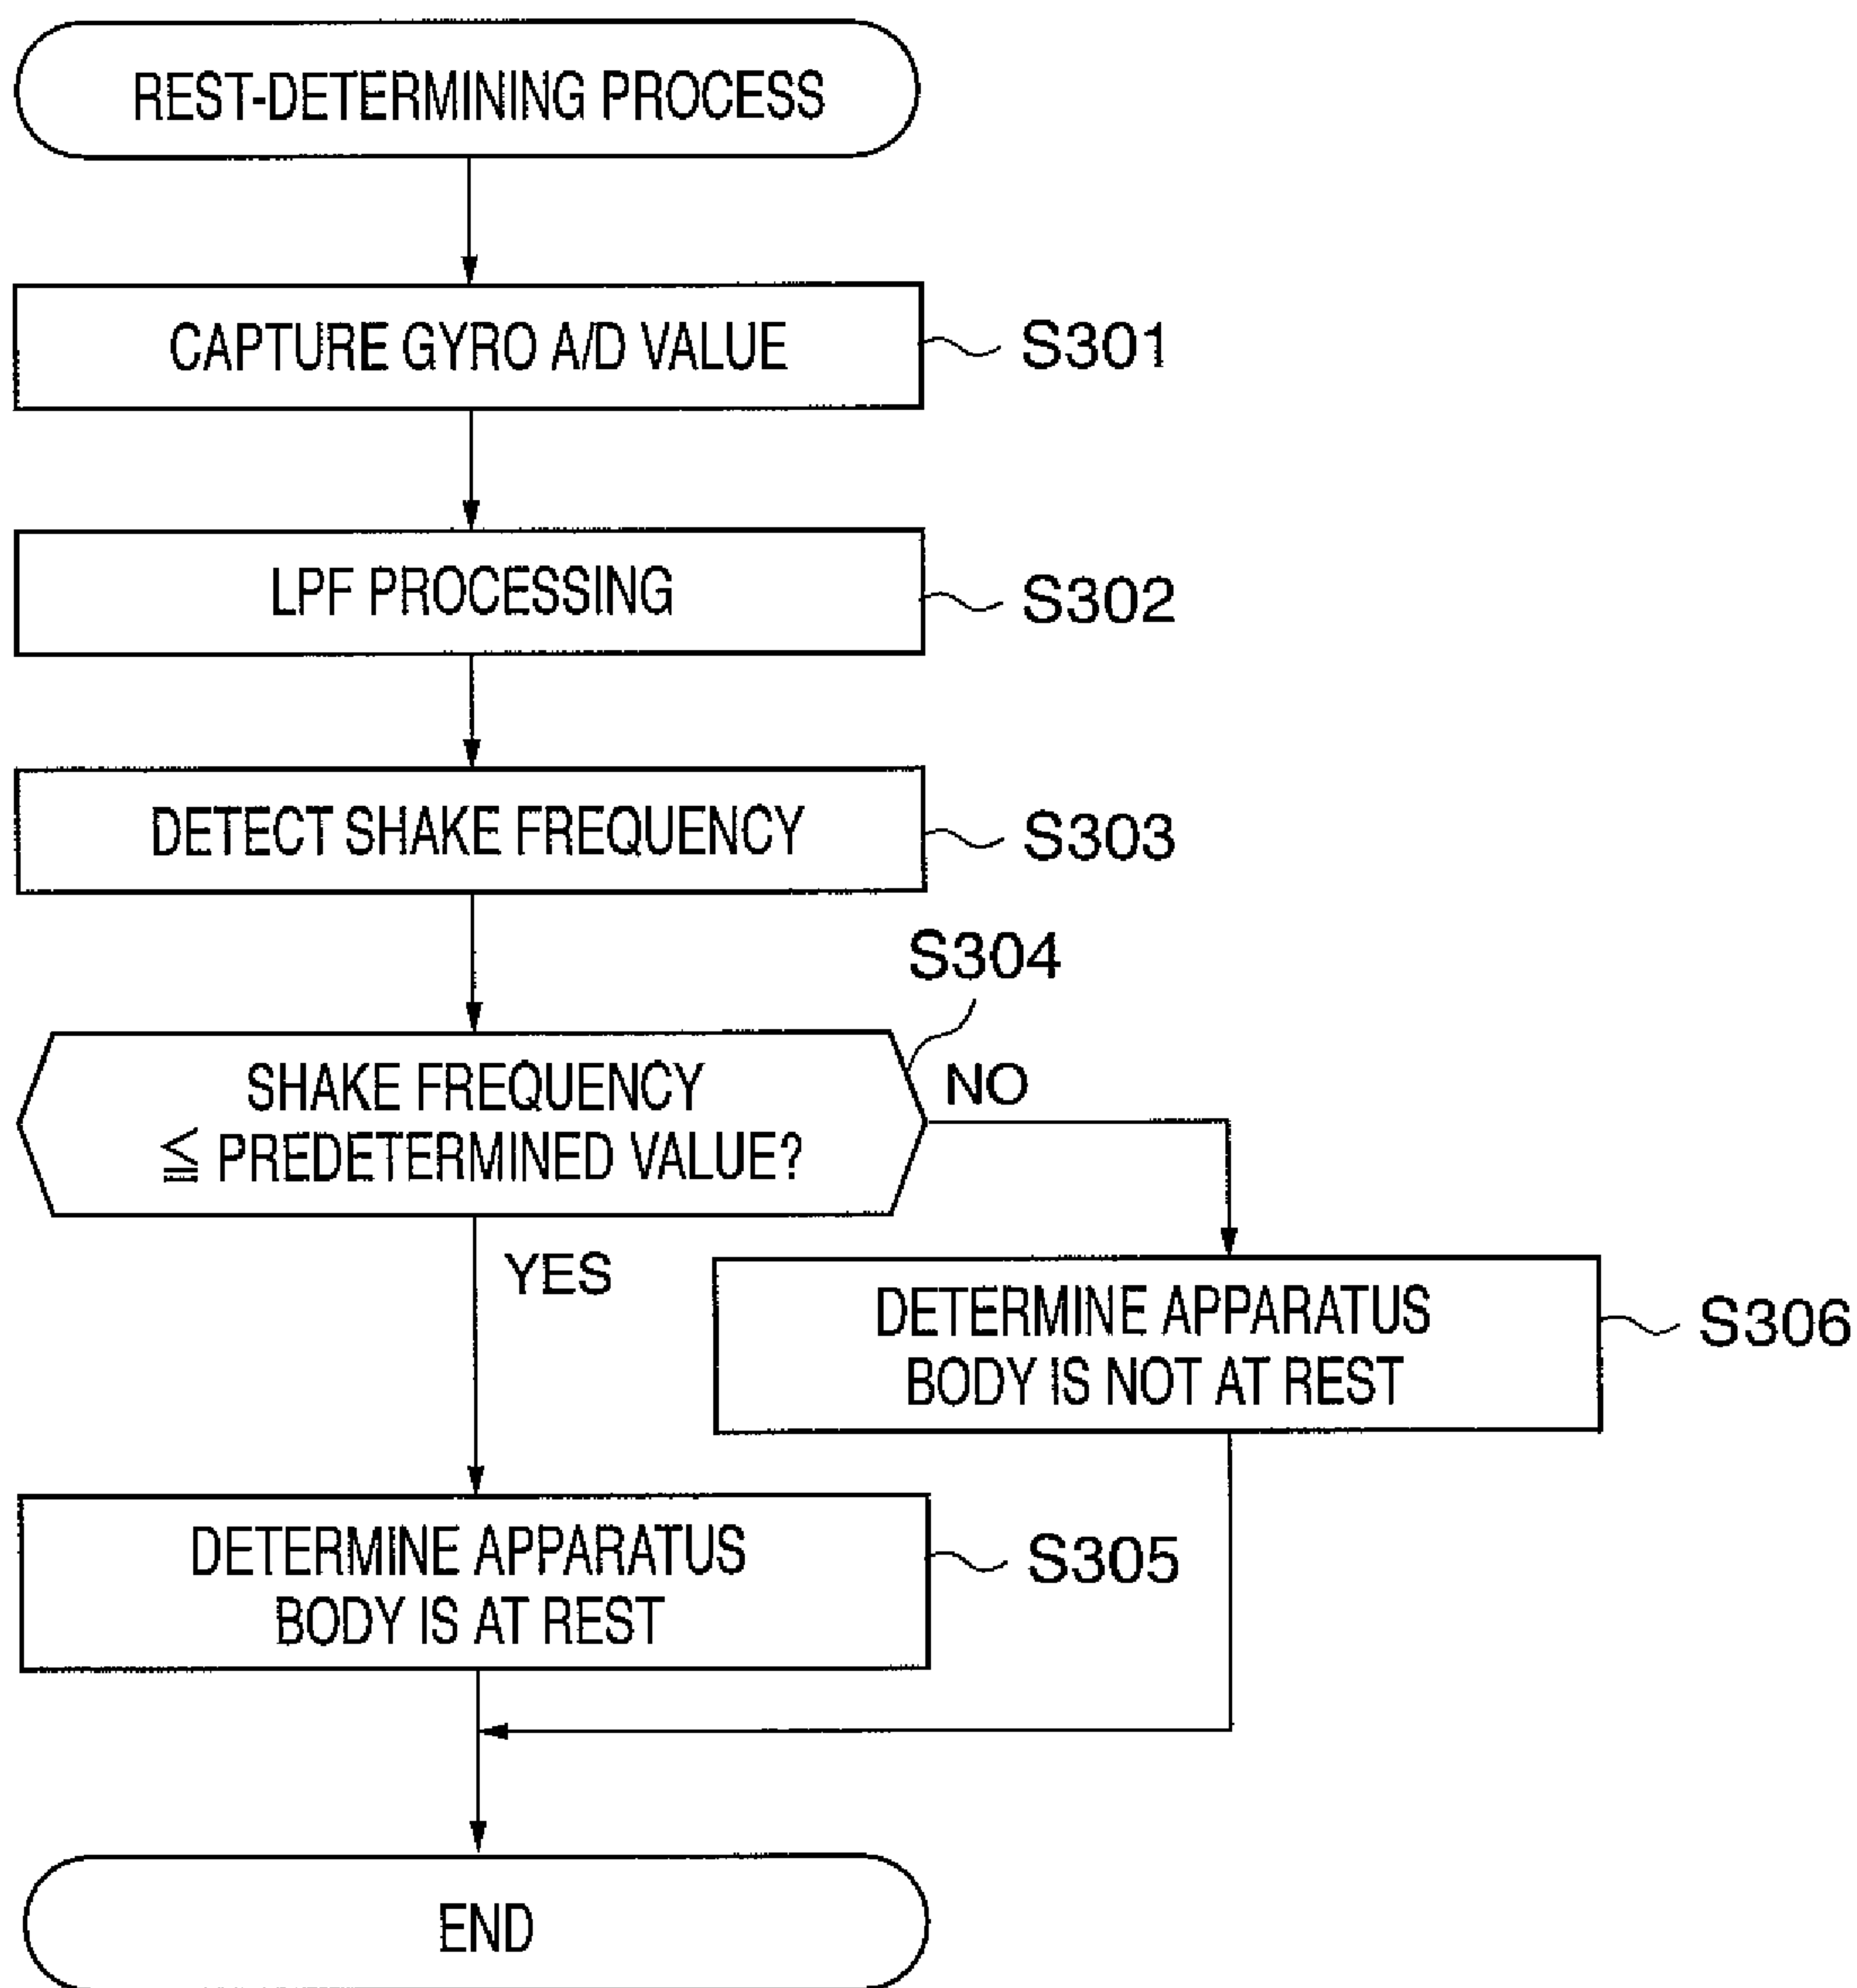 REST-DETERMINING PROCESS
CAPTURE GYRO A/D VALUE
S301
LPF PROCESSING
S302
DETECT SHAKE FREQUENCY
S303
S304
SHAKE FREQUENCY
≦ PREDETERMINED VALUE?
NO
YES
DETERMINE APPARATUS
BODY IS NOT AT REST
S306
DETERMINE APPARATUS
BODY IS AT REST
S305
END